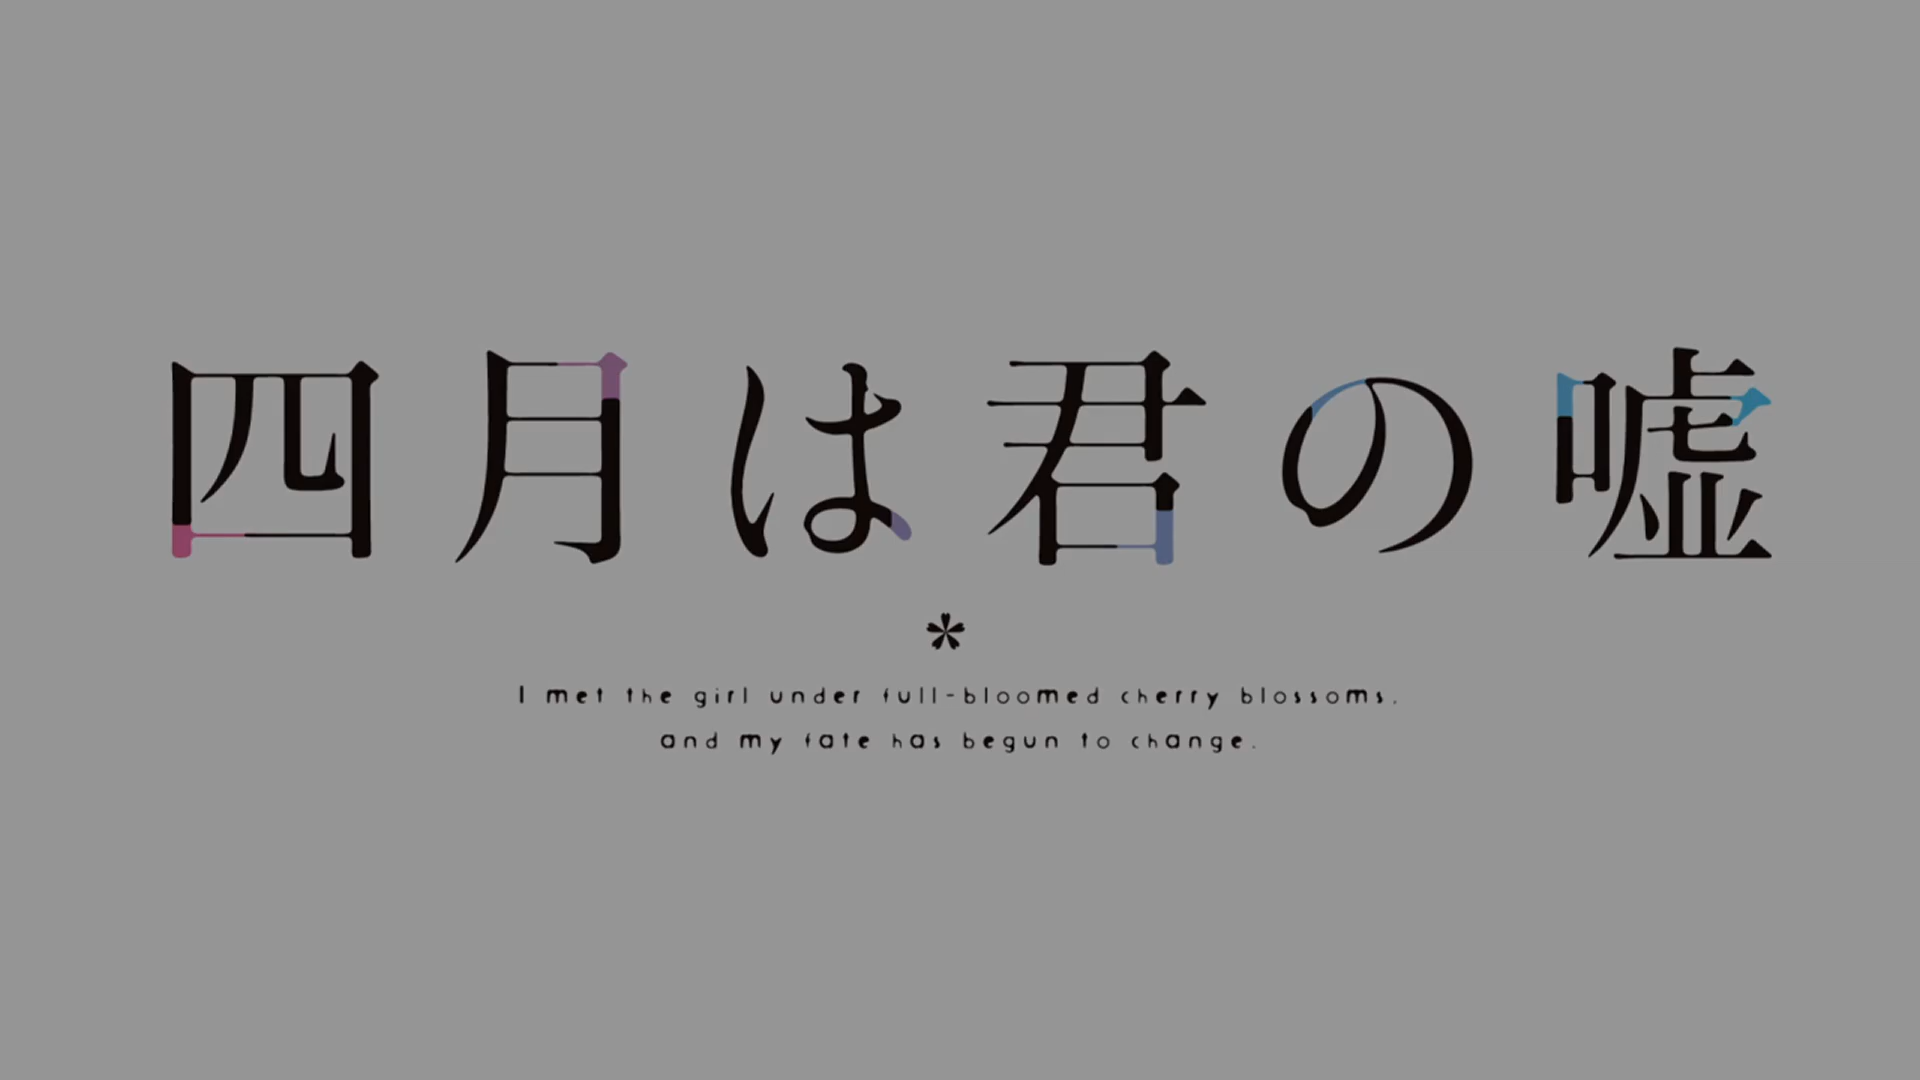 四月は君の嘘
I met the girl under full-bloomed cherry blossoms,
and my fate has begun to change.